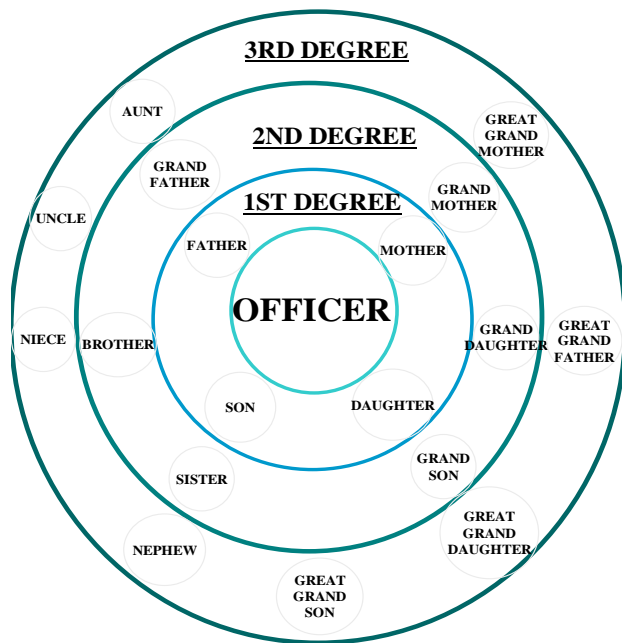 3RD DEGREE
AUNT
GREAT
GRAND
MOTHER
2ND DEGREE
GRAND
FATHER
GRAND
MOTHER
1ST DEGREE
UNCLE
FATHER
MOTHER
OFFICER
NIECE
BROTHER
GRAND
DAUGHTER
GREAT
GRAND
FATHER
SON
DAUGHTER
SISTER
GRAND
SON
GREAT
GRAND
DAUGHTER
NEPHEW
GREAT
GRAND
SON